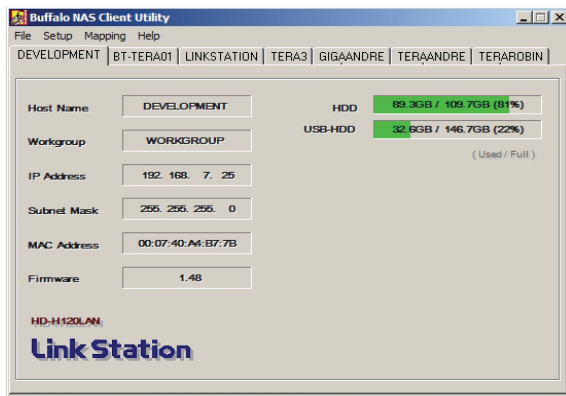 Buffalo NAS Client Utility
File Setup Mapping Help
DEVELOPMENT BT-TERA01 LINKSTATION TERA3 GIGAANDRE TERAANDRE TERAROBIN
Host Name DEVELOPMENT HDD 89.3GB / 109.7GB (81%)
Workgroup WORKGROUP USB-HDD 32.6GB / 146.7GB (22%)
( Used / Full )
IP Address 192. 168. 7. 25
Subnet Mask 255. 255. 255. 0
MAC Address 00:07:40:A4:B7:7B
Firmware 1.48
HD-H120LAN
Link Station